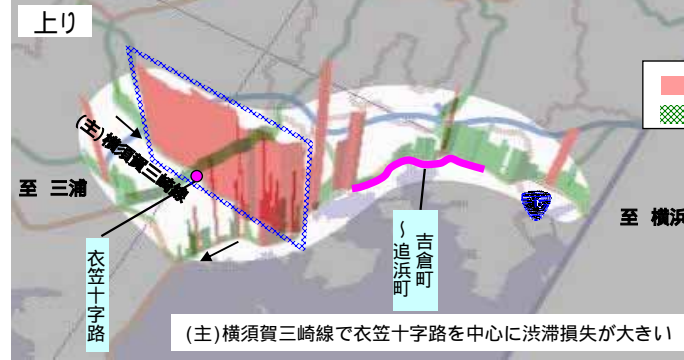 上り
(主)横須賀三崎線
至 三浦
衣笠十字路
吉倉町
～追浜町
至 横浜
(主)横須賀三崎線で衣笠十字路を中心に渋滞損失が大きい